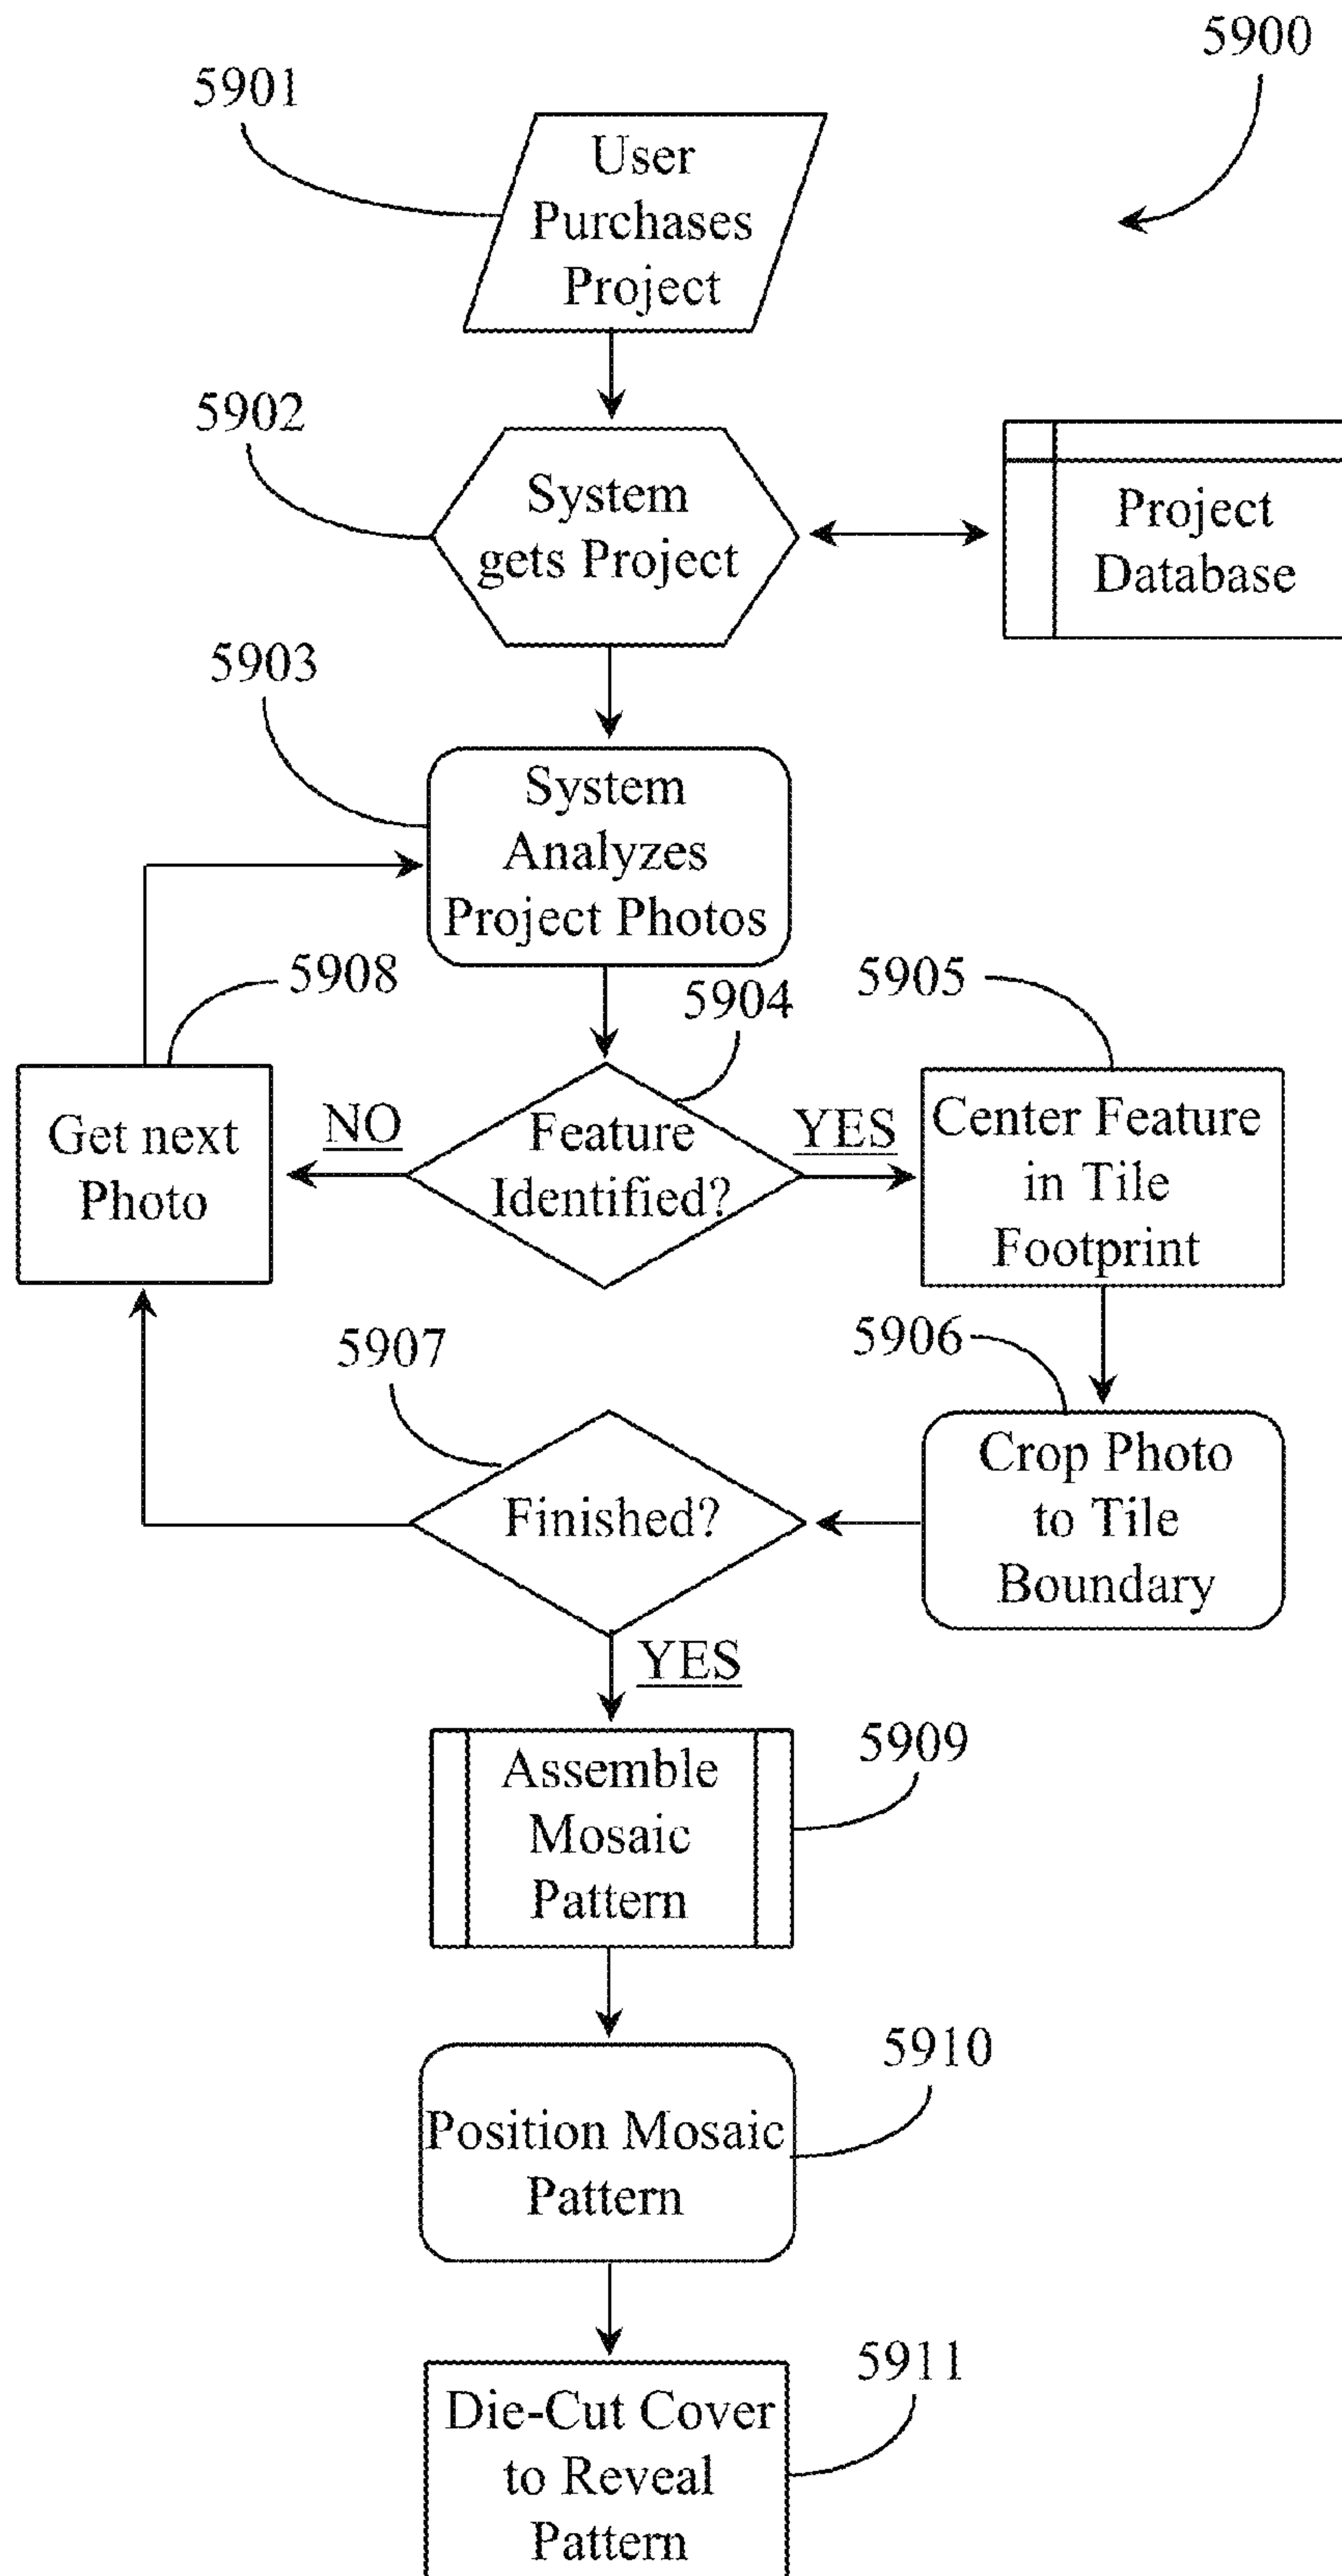 5900
5901
User
Purchases
Project
5902
System
gets Project
Project
Database
5903
System
Analyzes
Project Photos
5908
5904
5905
Get next
Photo
NO
Feature
Identified?
YES
Center Feature
in Tile
Footprint
5907
5906
Finished?
Crop Photo
to Tile
Boundary
YES
Assemble
Mosaic
Pattern
5909
5910
Position Mosaic
Pattern
5911
Die-Cut Cover
to Reveal
Pattern